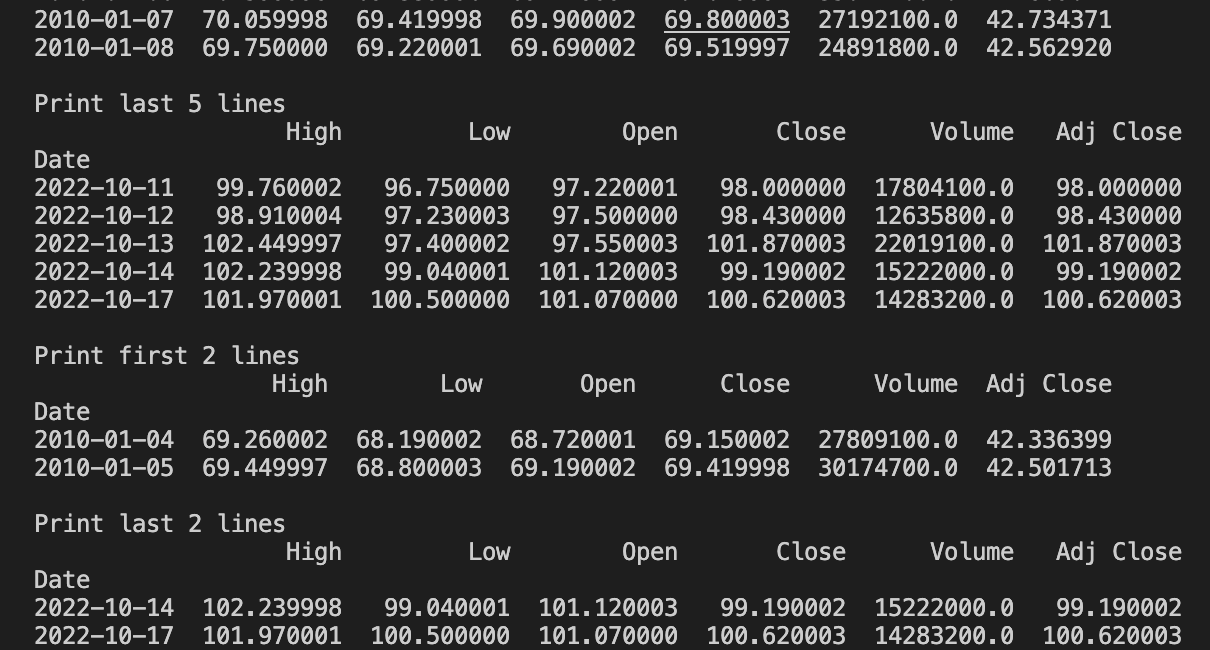 2010-01-07  70.059998  69.419998  69.900002  69.800003  27192100.0  42.734371
2010-01-08  69.750000  69.220001  69.690002  69.519997  24891800.0  42.562920
Print last 5 lines
High         Low        Open       Close      Volume   Adj Close
Date
2022-10-11   99.760002   96.750000   97.220001   98.000000  17804100.0   98.000000
2022-10-12   98.910004   97.230003   97.500000   98.430000  12635800.0   98.430000
2022-10-13  102.449997   97.400002   97.550003  101.870003  22019100.0  101.870003
2022-10-14  102.239998   99.040001  101.120003   99.190002  15222000.0   99.190002
2022-10-17  101.970001  100.500000  101.070000  100.620003  14283200.0  100.620003
Print first 2 lines
High        Low       Open      Close      Volume  Adj Close
Date
2010-01-04  69.260002  68.190002  68.720001  69.150002  27809100.0  42.336399
2010-01-05  69.449997  68.800003  69.190002  69.419998  30174700.0  42.501713
Print last 2 lines
High         Low        Open       Close      Volume   Adj Close
Date
2022-10-14  102.239998   99.040001  101.120003   99.190002  15222000.0   99.190002
2022-10-17  101.970001  100.500000  101.070000  100.620003  14283200.0  100.620003